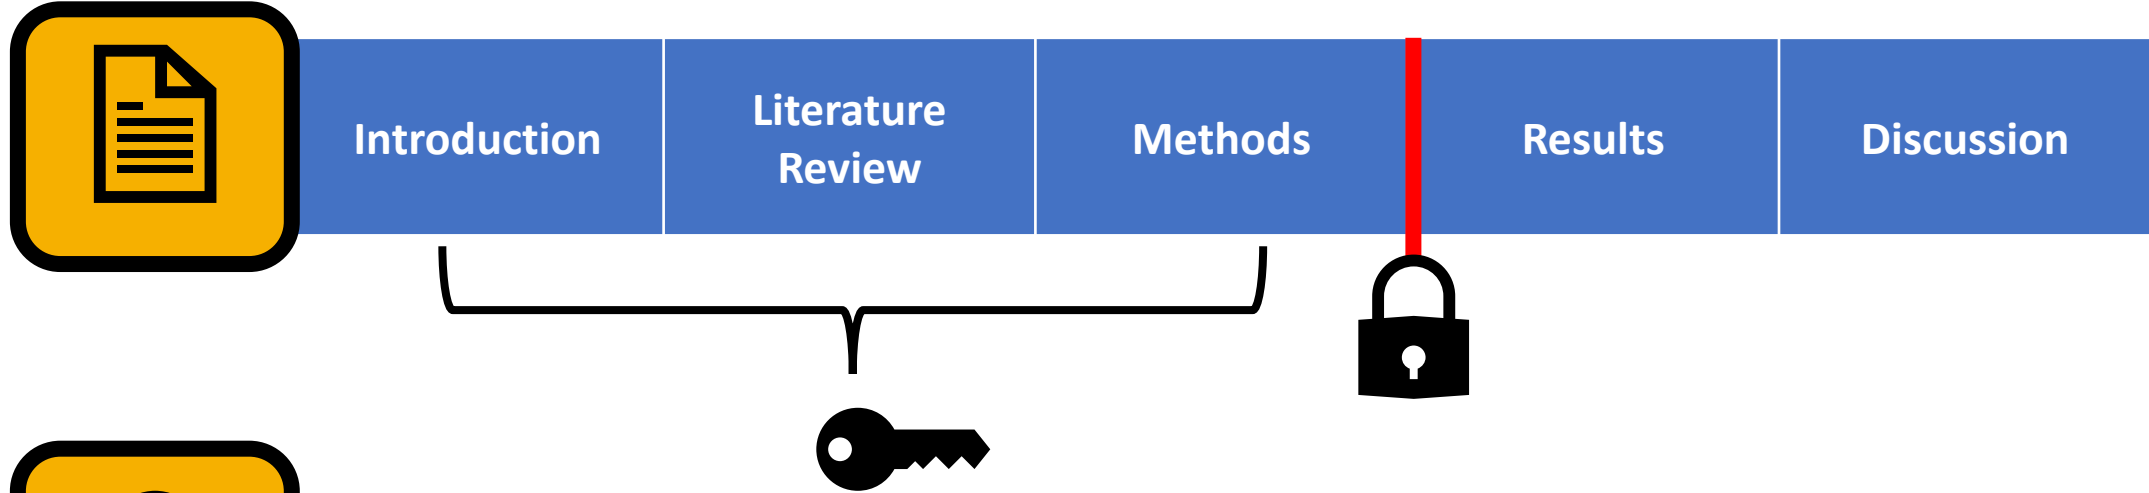 Introduction
Literature
Review
Methods
Results
Discussion